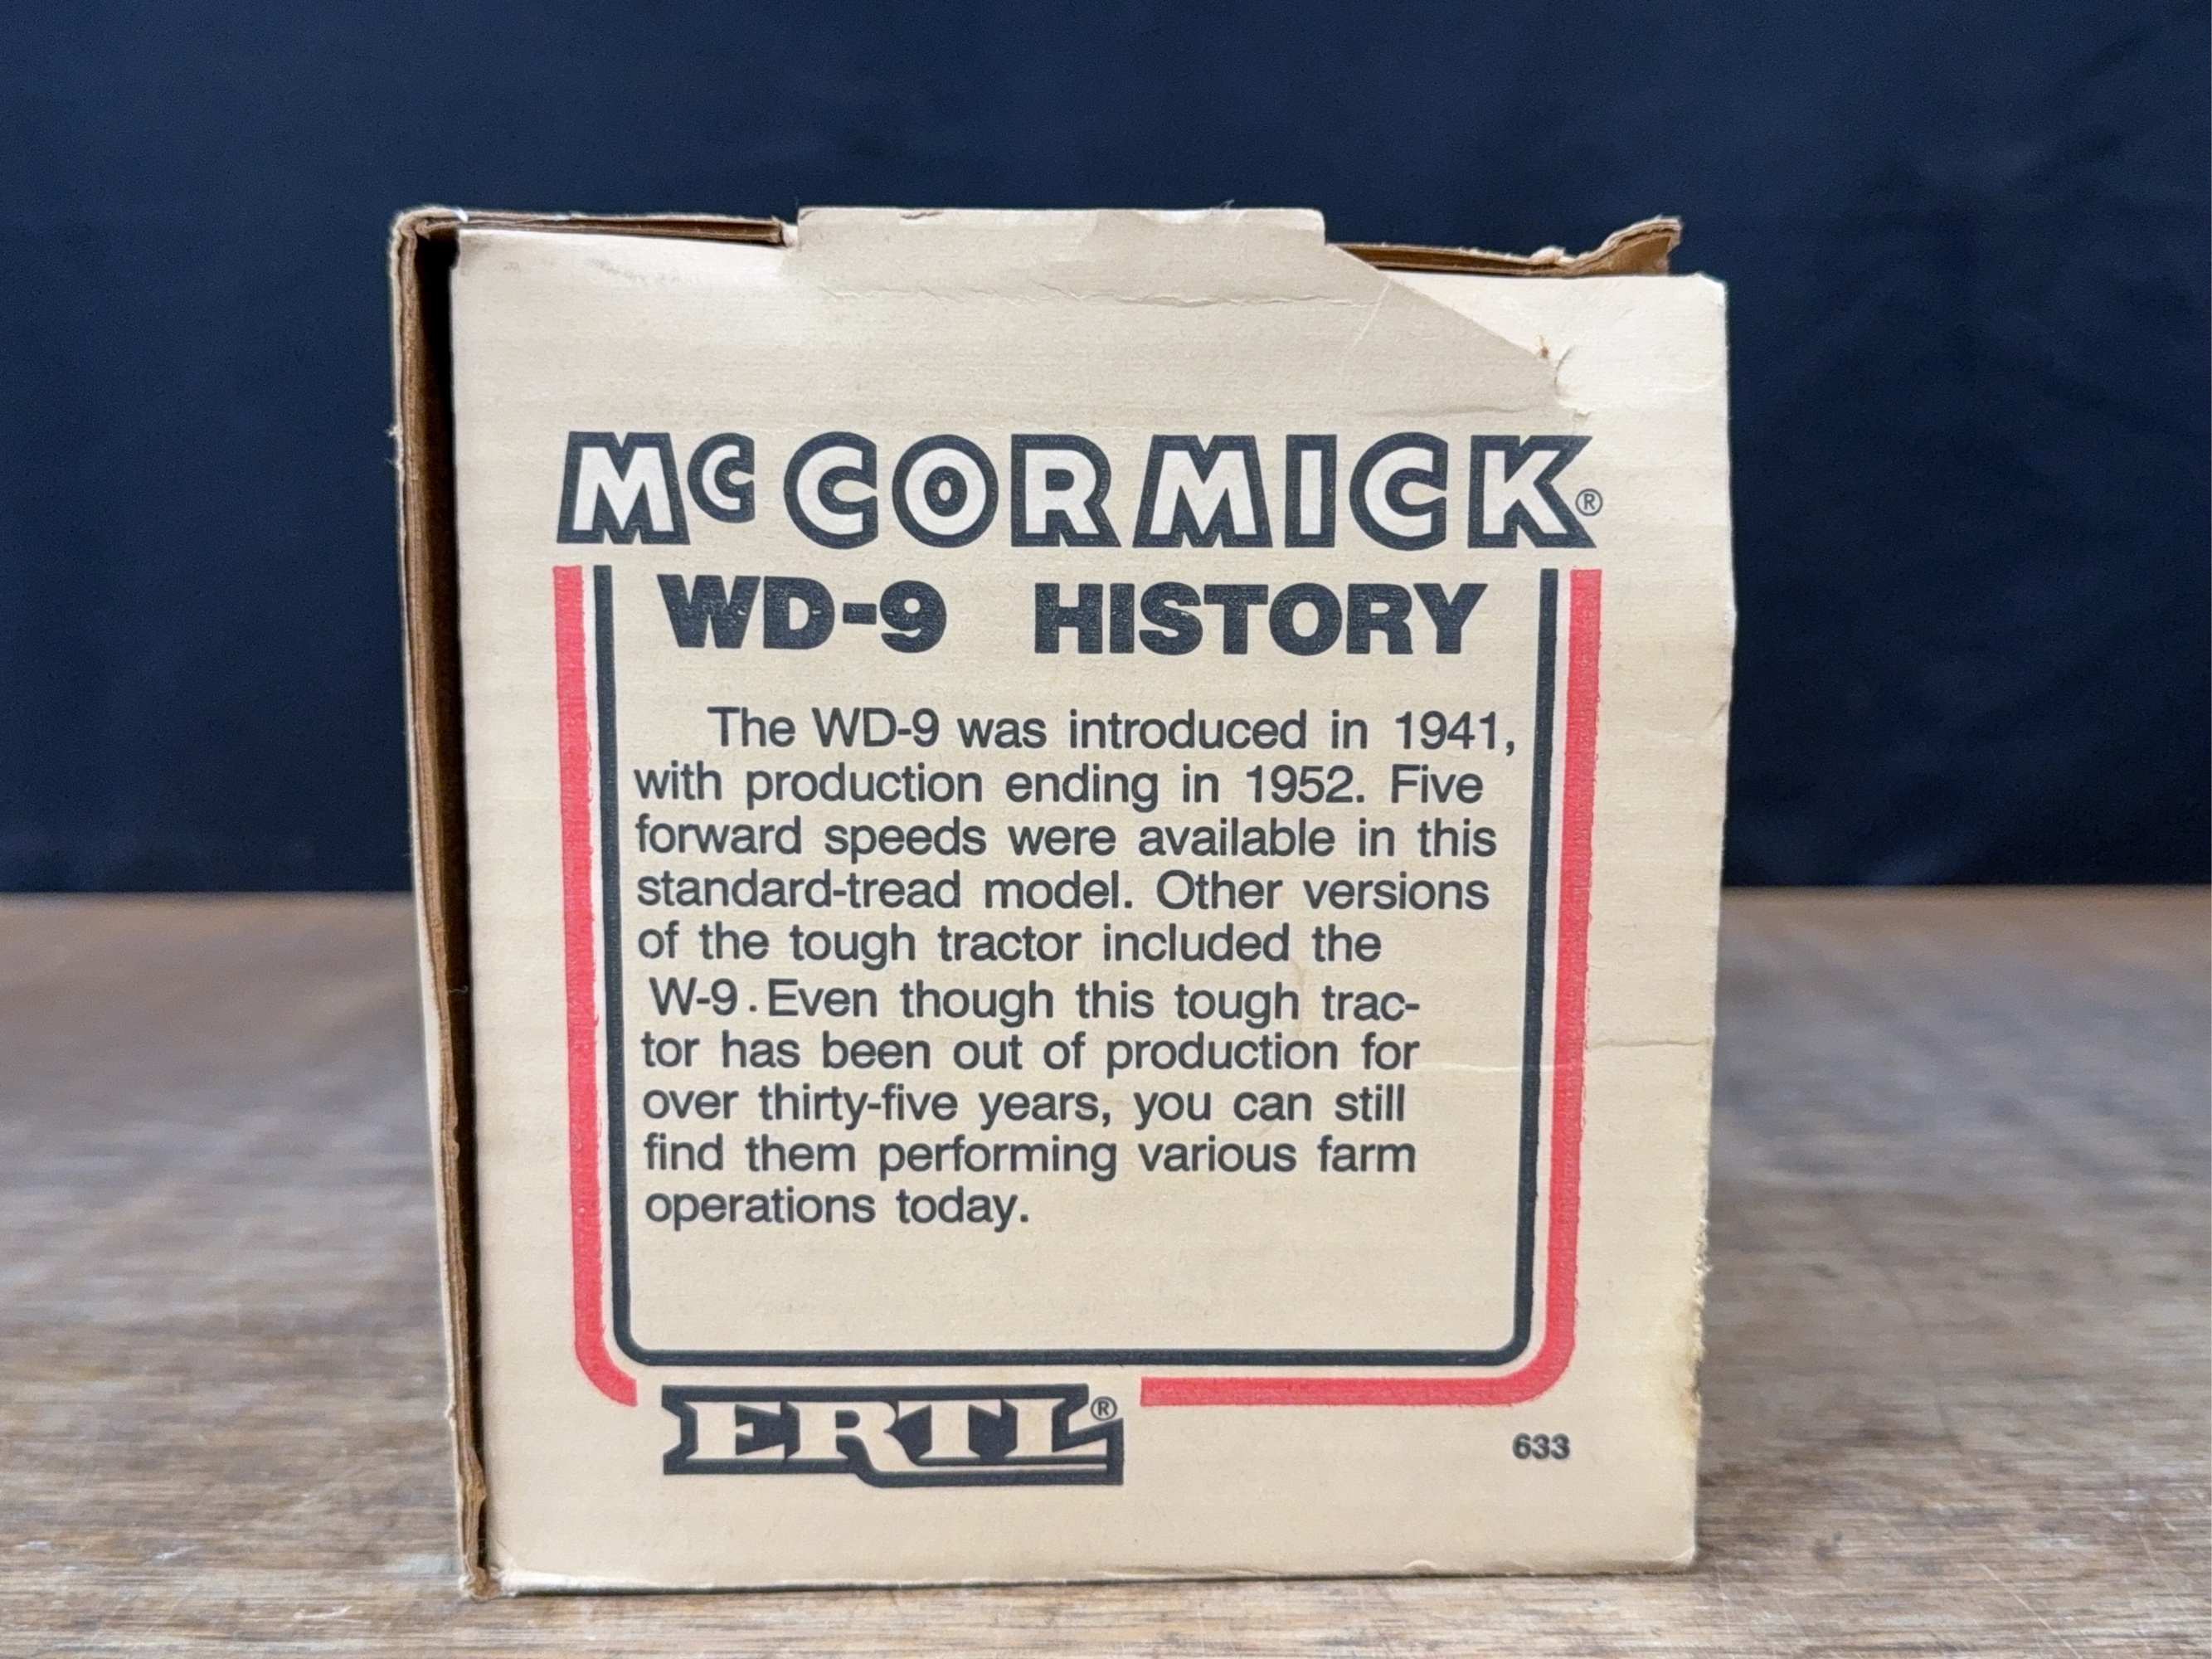 McCORMICK®
WD-9 HISTORY
The WD-9 was introduced in 1941,
with production ending in 1952. Five
forward speeds were available in this
standard-tread model. Other versions
of the tough tractor included the
W-9. Even though this tough trac-
tor has been out of production for
over thirty-five years, you can still
find them performing various farm
operations today.
ERTL®
633